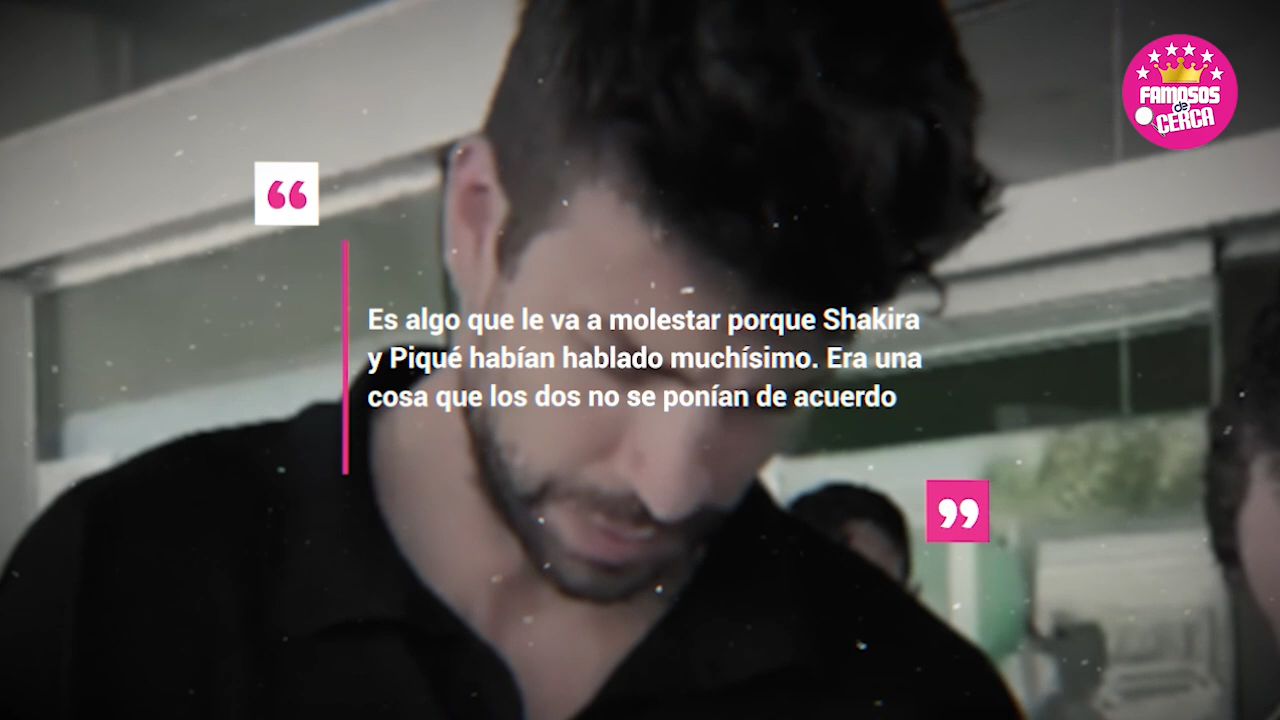 FAMOSOS
de
CERCA
“
Es algo que le va a molestar porque Shakira
y Piqué habían hablado muchísimo. Era una
cosa que los dos no se ponían de acuerdo
”